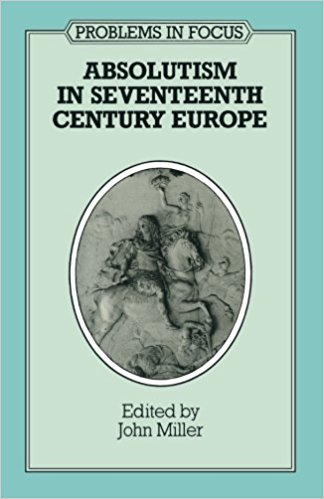 PROBLEMS IN FOCUS
ABSOLUTISM
IN SEVENTEENTH
CENTURY EUROPE
Edited by
John Miller